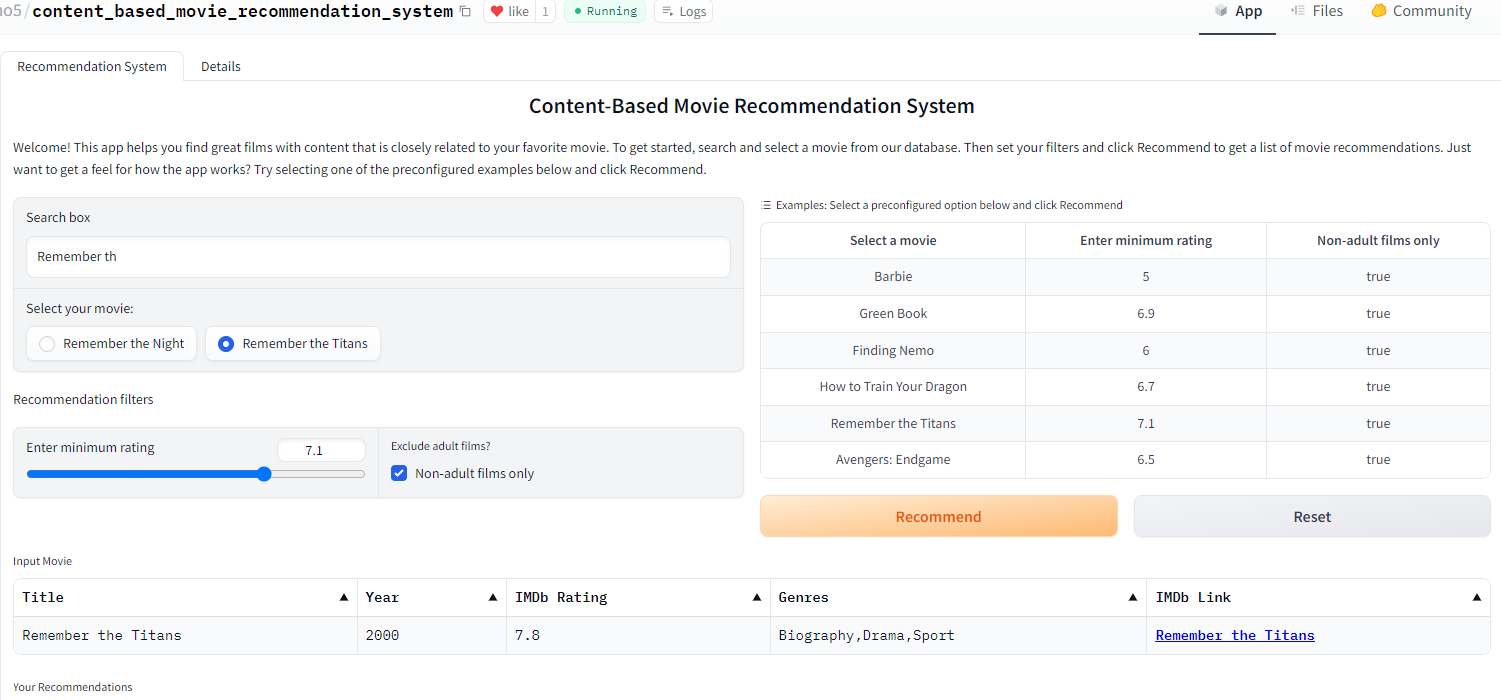 no5/content_based_movie_recommendation_system like 1 Running Logs App Files Community
Recommendation System Details
Content-Based Movie Recommendation System
Welcome! This app helps you find great films with content that is closely related to your favorite movie. To get started, search and select a movie from our database. Then set your filters and click Recommend to get a list of movie recommendations. Just
want to get a feel for how the app works? Try selecting one of the preconfigured examples below and click Recommend.
Search box
Remember th
Select your movie:
Remember the Night Remember the Titans
Recommendation filters
Enter minimum rating 7.1
Exclude adult films?
Non-adult films only
Examples: Select a preconfigured option below and click Recommend
Select a movie Enter minimum rating Non-adult films only
Barbie 5 true
Green Book 6.9 true
Finding Nemo 6 true
How to Train Your Dragon 6.7 true
Remember the Titans 7.1 true
Avengers: Endgame 6.5 true
Recommend Reset
Input Movie
Title Year IMDb Rating Genres IMDb Link
Remember the Titans 2000 7.8 Biography,Drama,Sport Remember the Titans
Your Recommendations